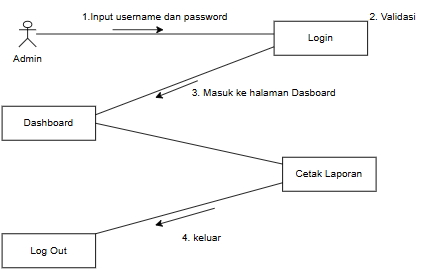 1.Input username dan password
2. Validasi
Login
Admin
3. Masuk ke halaman Dasboard
Dashboard
Cetak Laporan
4. keluar
Log Out